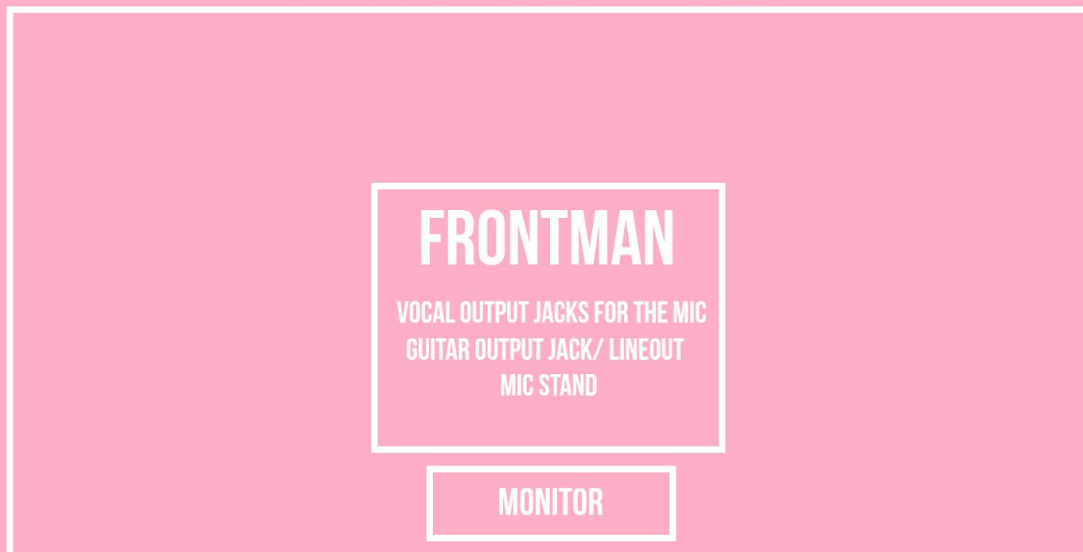 FRONTMAN
VOCAL OUTPUT JACKS FOR THE MIC
GUITAR OUTPUT JACK/ LINEOUT
MIC STAND
MONITOR